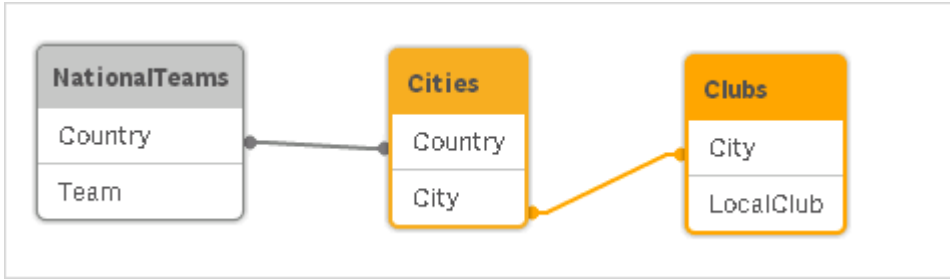 NationalTeams
Country
Team
Cities
Country
City
Clubs
City
LocalClub